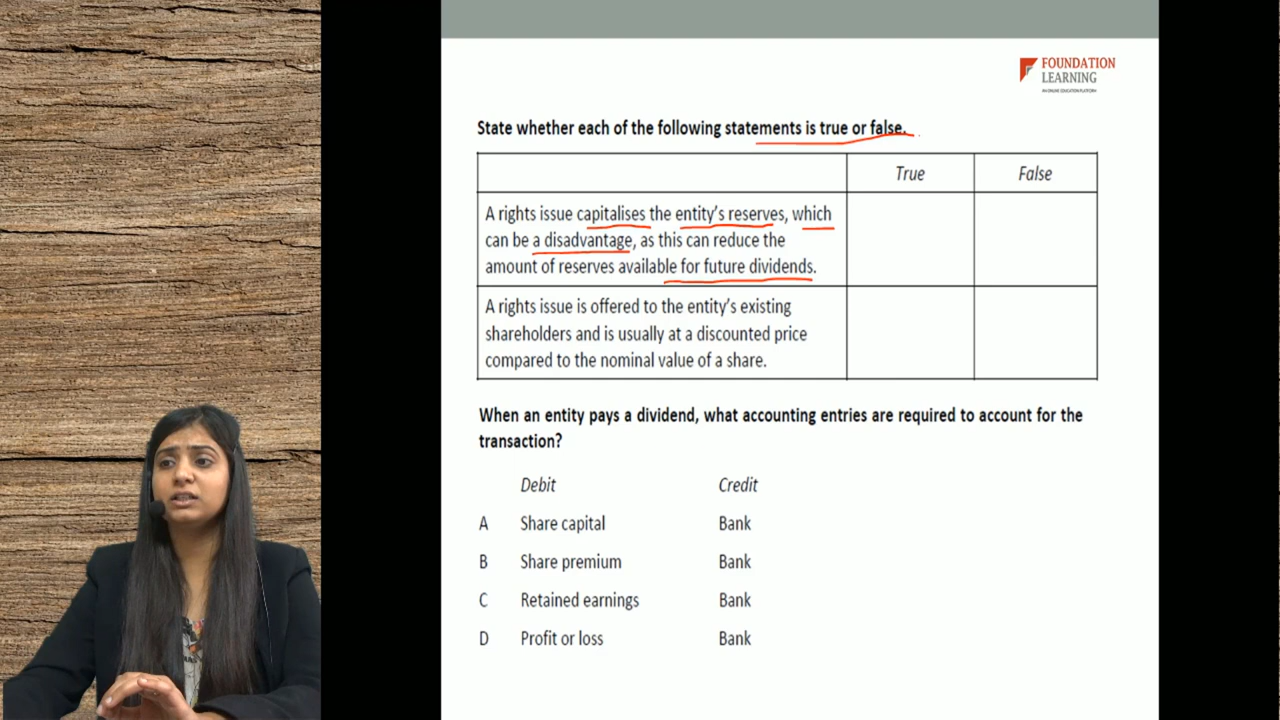 FOUNDATION
LEARNING
AN ONLINE EDUCATION PLATFORM
State whether each of the following statements is true or false.
True False
A rights issue capitalises the entity's reserves, which
can be a disadvantage, as this can reduce the
amount of reserves available for future dividends.
A rights issue is offered to the entity's existing
shareholders and is usually at a discounted price
compared to the nominal value of a share.
When an entity pays a dividend, what accounting entries are required to account for the
transaction?
Debit Credit
A Share capital Bank
B Share premium Bank
C Retained earnings Bank
D Profit or loss Bank